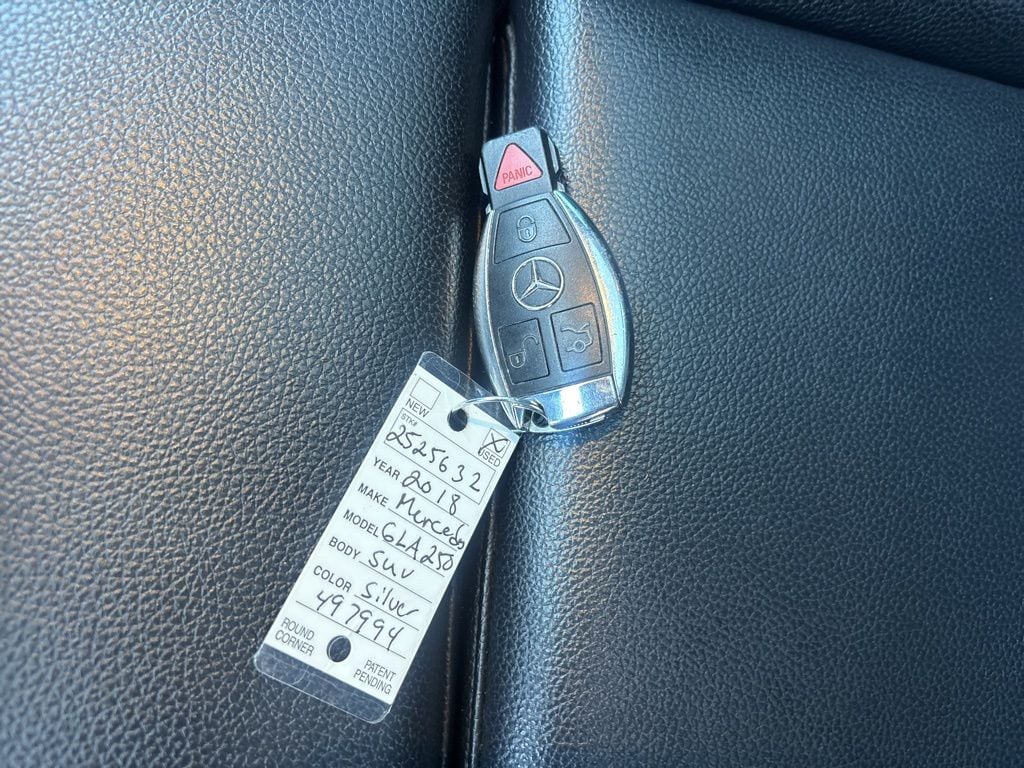 PANIC
NEW
USED
STK# 2525632
YEAR 2018
MAKE Mercedes
MODEL GLA250
BODY SUV
COLOR Silver
497994
ROUND CORNER
PATENT PENDING